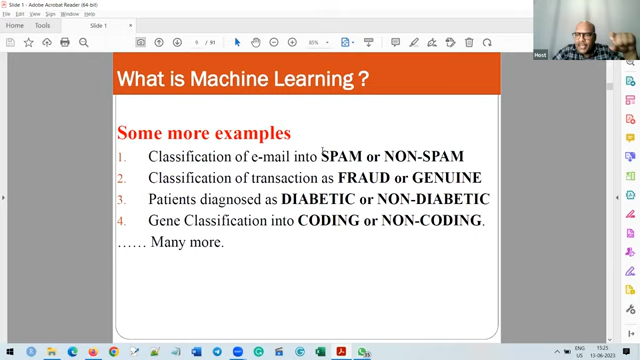 Slide 1 - Adobe Acrobat Reader (64-bit)
File Edit View Sign Window Help
Home Tools Slide 1
9 / 91 85%
Host
What is Machine Learning ?
Some more examples
1. Classification of e-mail into SPAM or NON-SPAM
2. Classification of transaction as FRAUD or GENUINE
3. Patients diagnosed as DIABETIC or NON-DIABETIC
4. Gene Classification into CODING or NON-CODING.
...... Many more.
ENG 15:25
13-06-2023